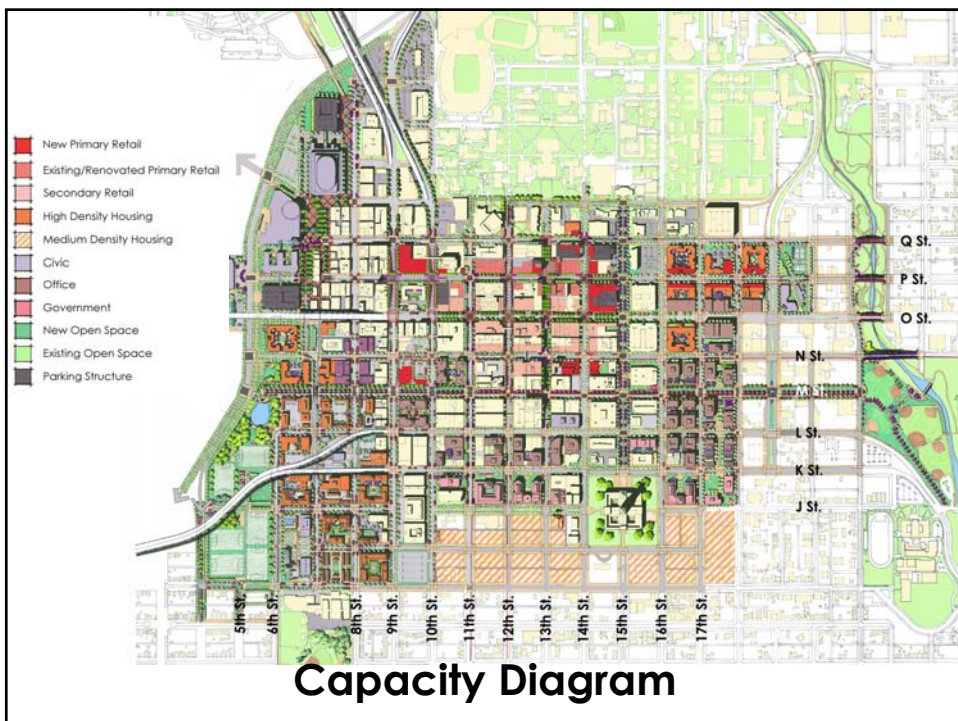 New Primary Retail
Existing/Renovated Primary Retail
Secondary Retail
High Density Housing
Medium Density Housing
Civic
Office
Government
New Open Space
Existing Open Space
Parking Structure
Q St.
P St.
O St.
N St.
M St.
L St.
K St.
J St.
5th St.
6th St.
8th St.
9th St.
10th St.
11th St.
12th St.
13th St.
14th St.
15th St.
16th St.
17th St.
Capacity Diagram